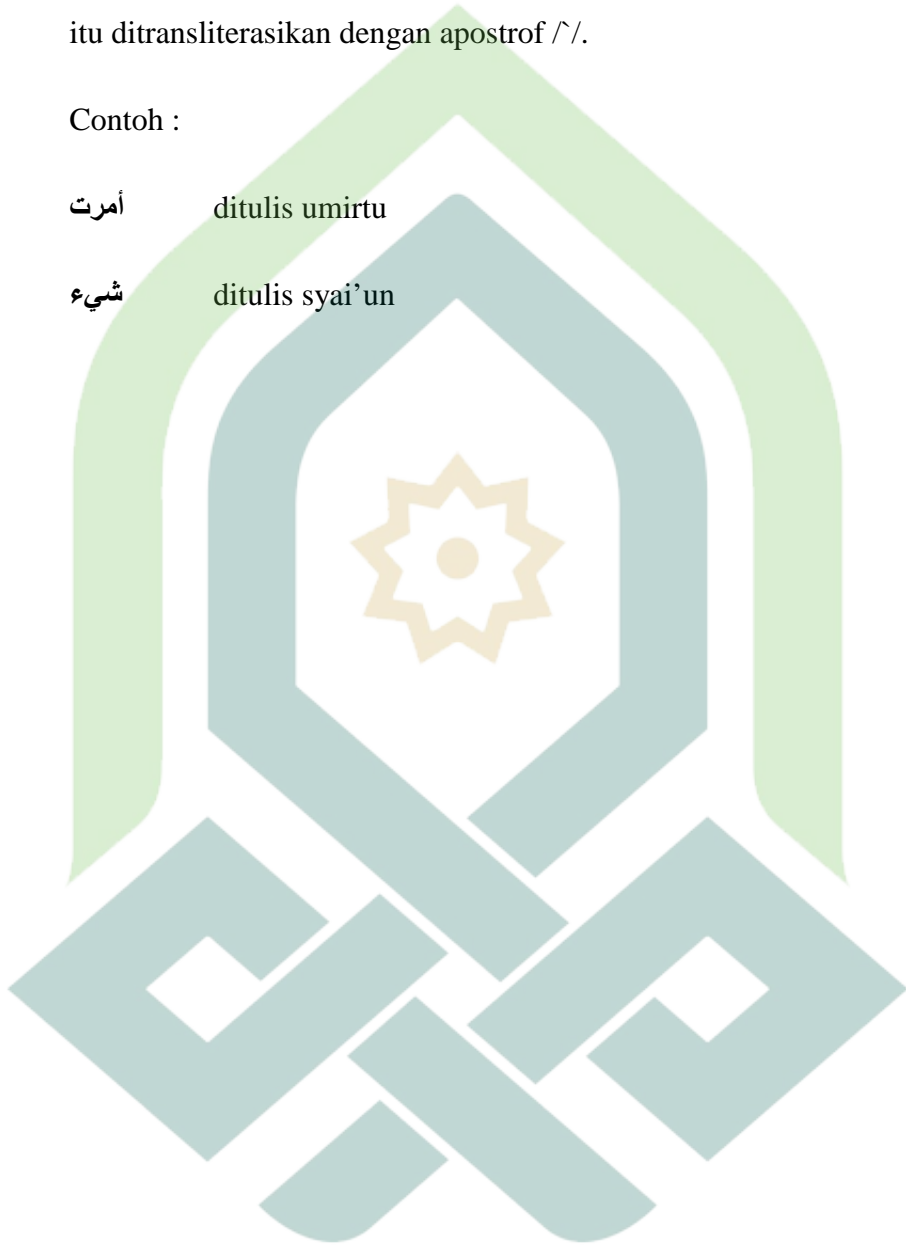 itu ditransliterasikan dengan apostrof /`/.
Contoh :
أمرت ditulis umirtu
شيء ditulis syai’un